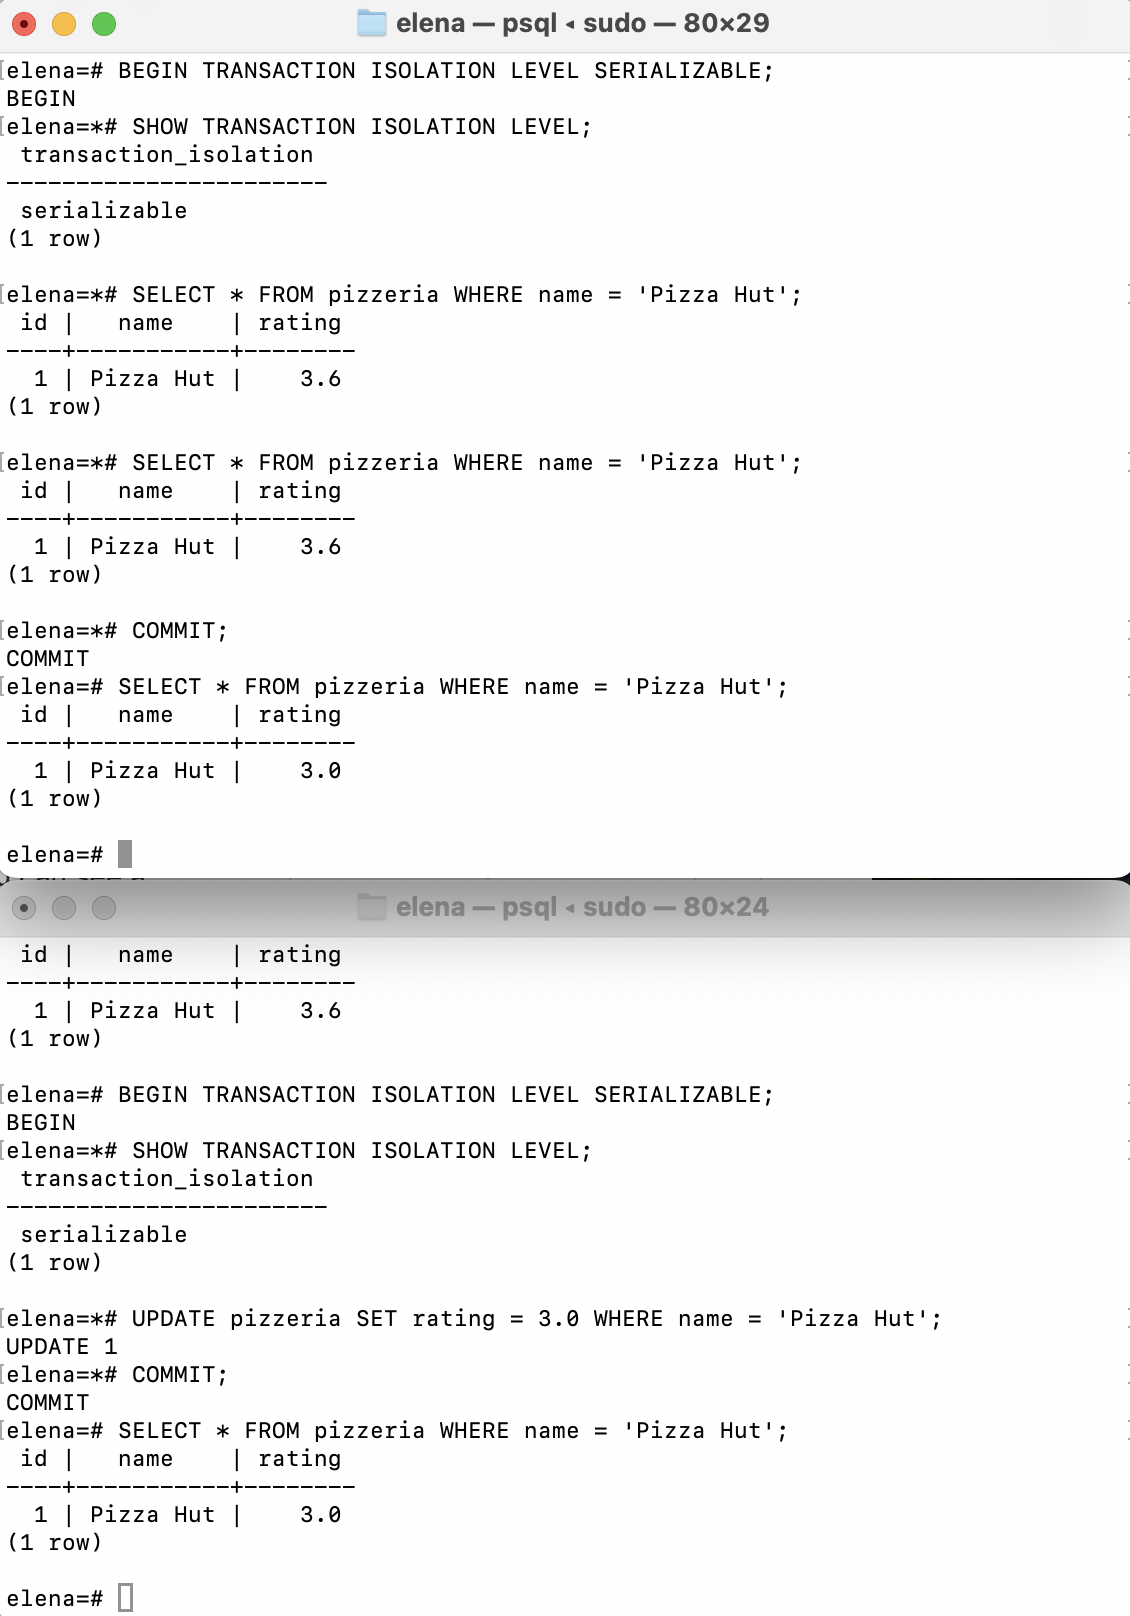 elena — psql ◂ sudo — 80×29
elena=# BEGIN TRANSACTION ISOLATION LEVEL SERIALIZABLE;
BEGIN
elena=*# SHOW TRANSACTION ISOLATION LEVEL;
 transaction_isolation
-----------------------
 serializable
(1 row)

elena=*# SELECT * FROM pizzeria WHERE name = 'Pizza Hut';
 id |   name    | rating
----+-----------+--------
  1 | Pizza Hut |    3.6
(1 row)

elena=*# SELECT * FROM pizzeria WHERE name = 'Pizza Hut';
 id |   name    | rating
----+-----------+--------
  1 | Pizza Hut |    3.6
(1 row)

elena=*# COMMIT;
COMMIT
elena=# SELECT * FROM pizzeria WHERE name = 'Pizza Hut';
 id |   name    | rating
----+-----------+--------
  1 | Pizza Hut |    3.0
(1 row)

elena=#
elena — psql ◂ sudo — 80×24
 id |   name    | rating
----+-----------+--------
  1 | Pizza Hut |    3.6
(1 row)

elena=# BEGIN TRANSACTION ISOLATION LEVEL SERIALIZABLE;
BEGIN
elena=*# SHOW TRANSACTION ISOLATION LEVEL;
 transaction_isolation
-----------------------
 serializable
(1 row)

elena=*# UPDATE pizzeria SET rating = 3.0 WHERE name = 'Pizza Hut';
UPDATE 1
elena=*# COMMIT;
COMMIT
elena=# SELECT * FROM pizzeria WHERE name = 'Pizza Hut';
 id |   name    | rating
----+-----------+--------
  1 | Pizza Hut |    3.0
(1 row)

elena=#